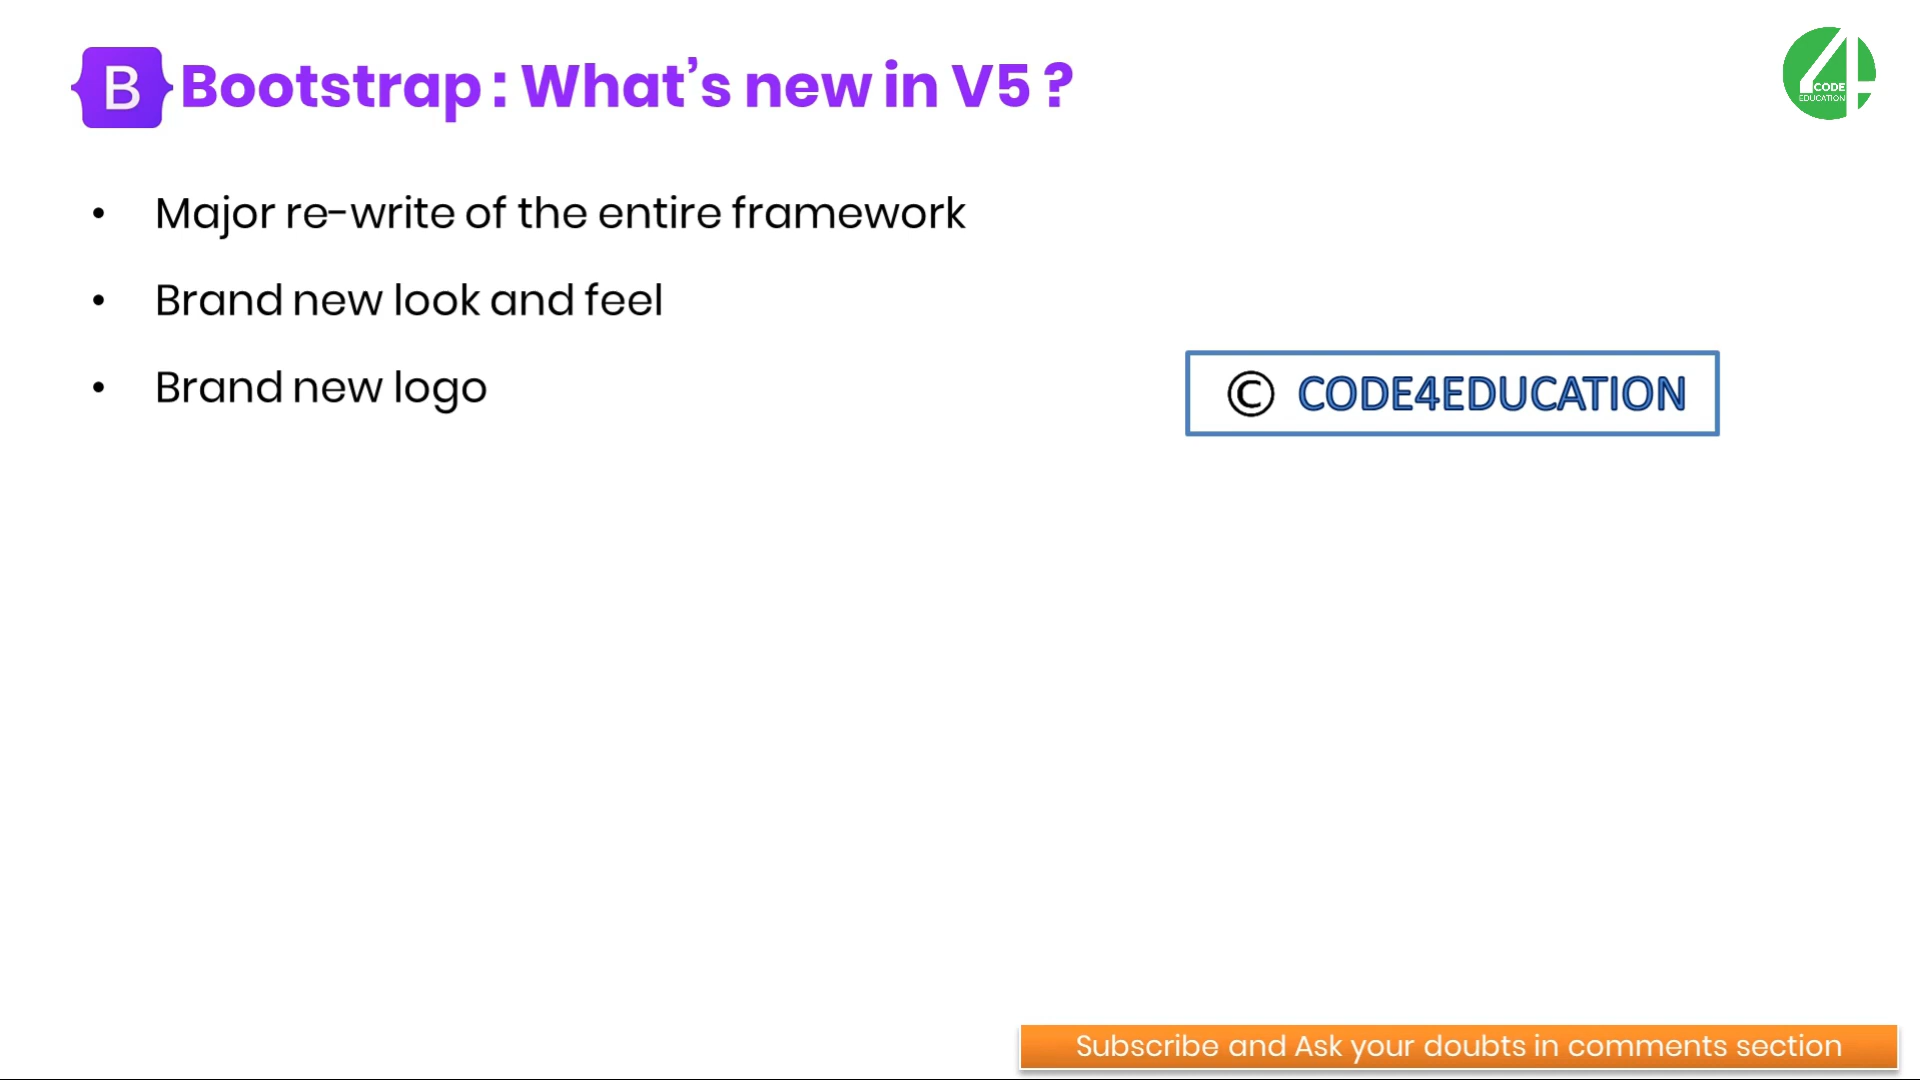 B Bootstrap : What’s new in V5 ?
CODE
EDUCATION
• Major re-write of the entire framework
• Brand new look and feel
• Brand new logo
© CODE4EDUCATION
Subscribe and Ask your doubts in comments section